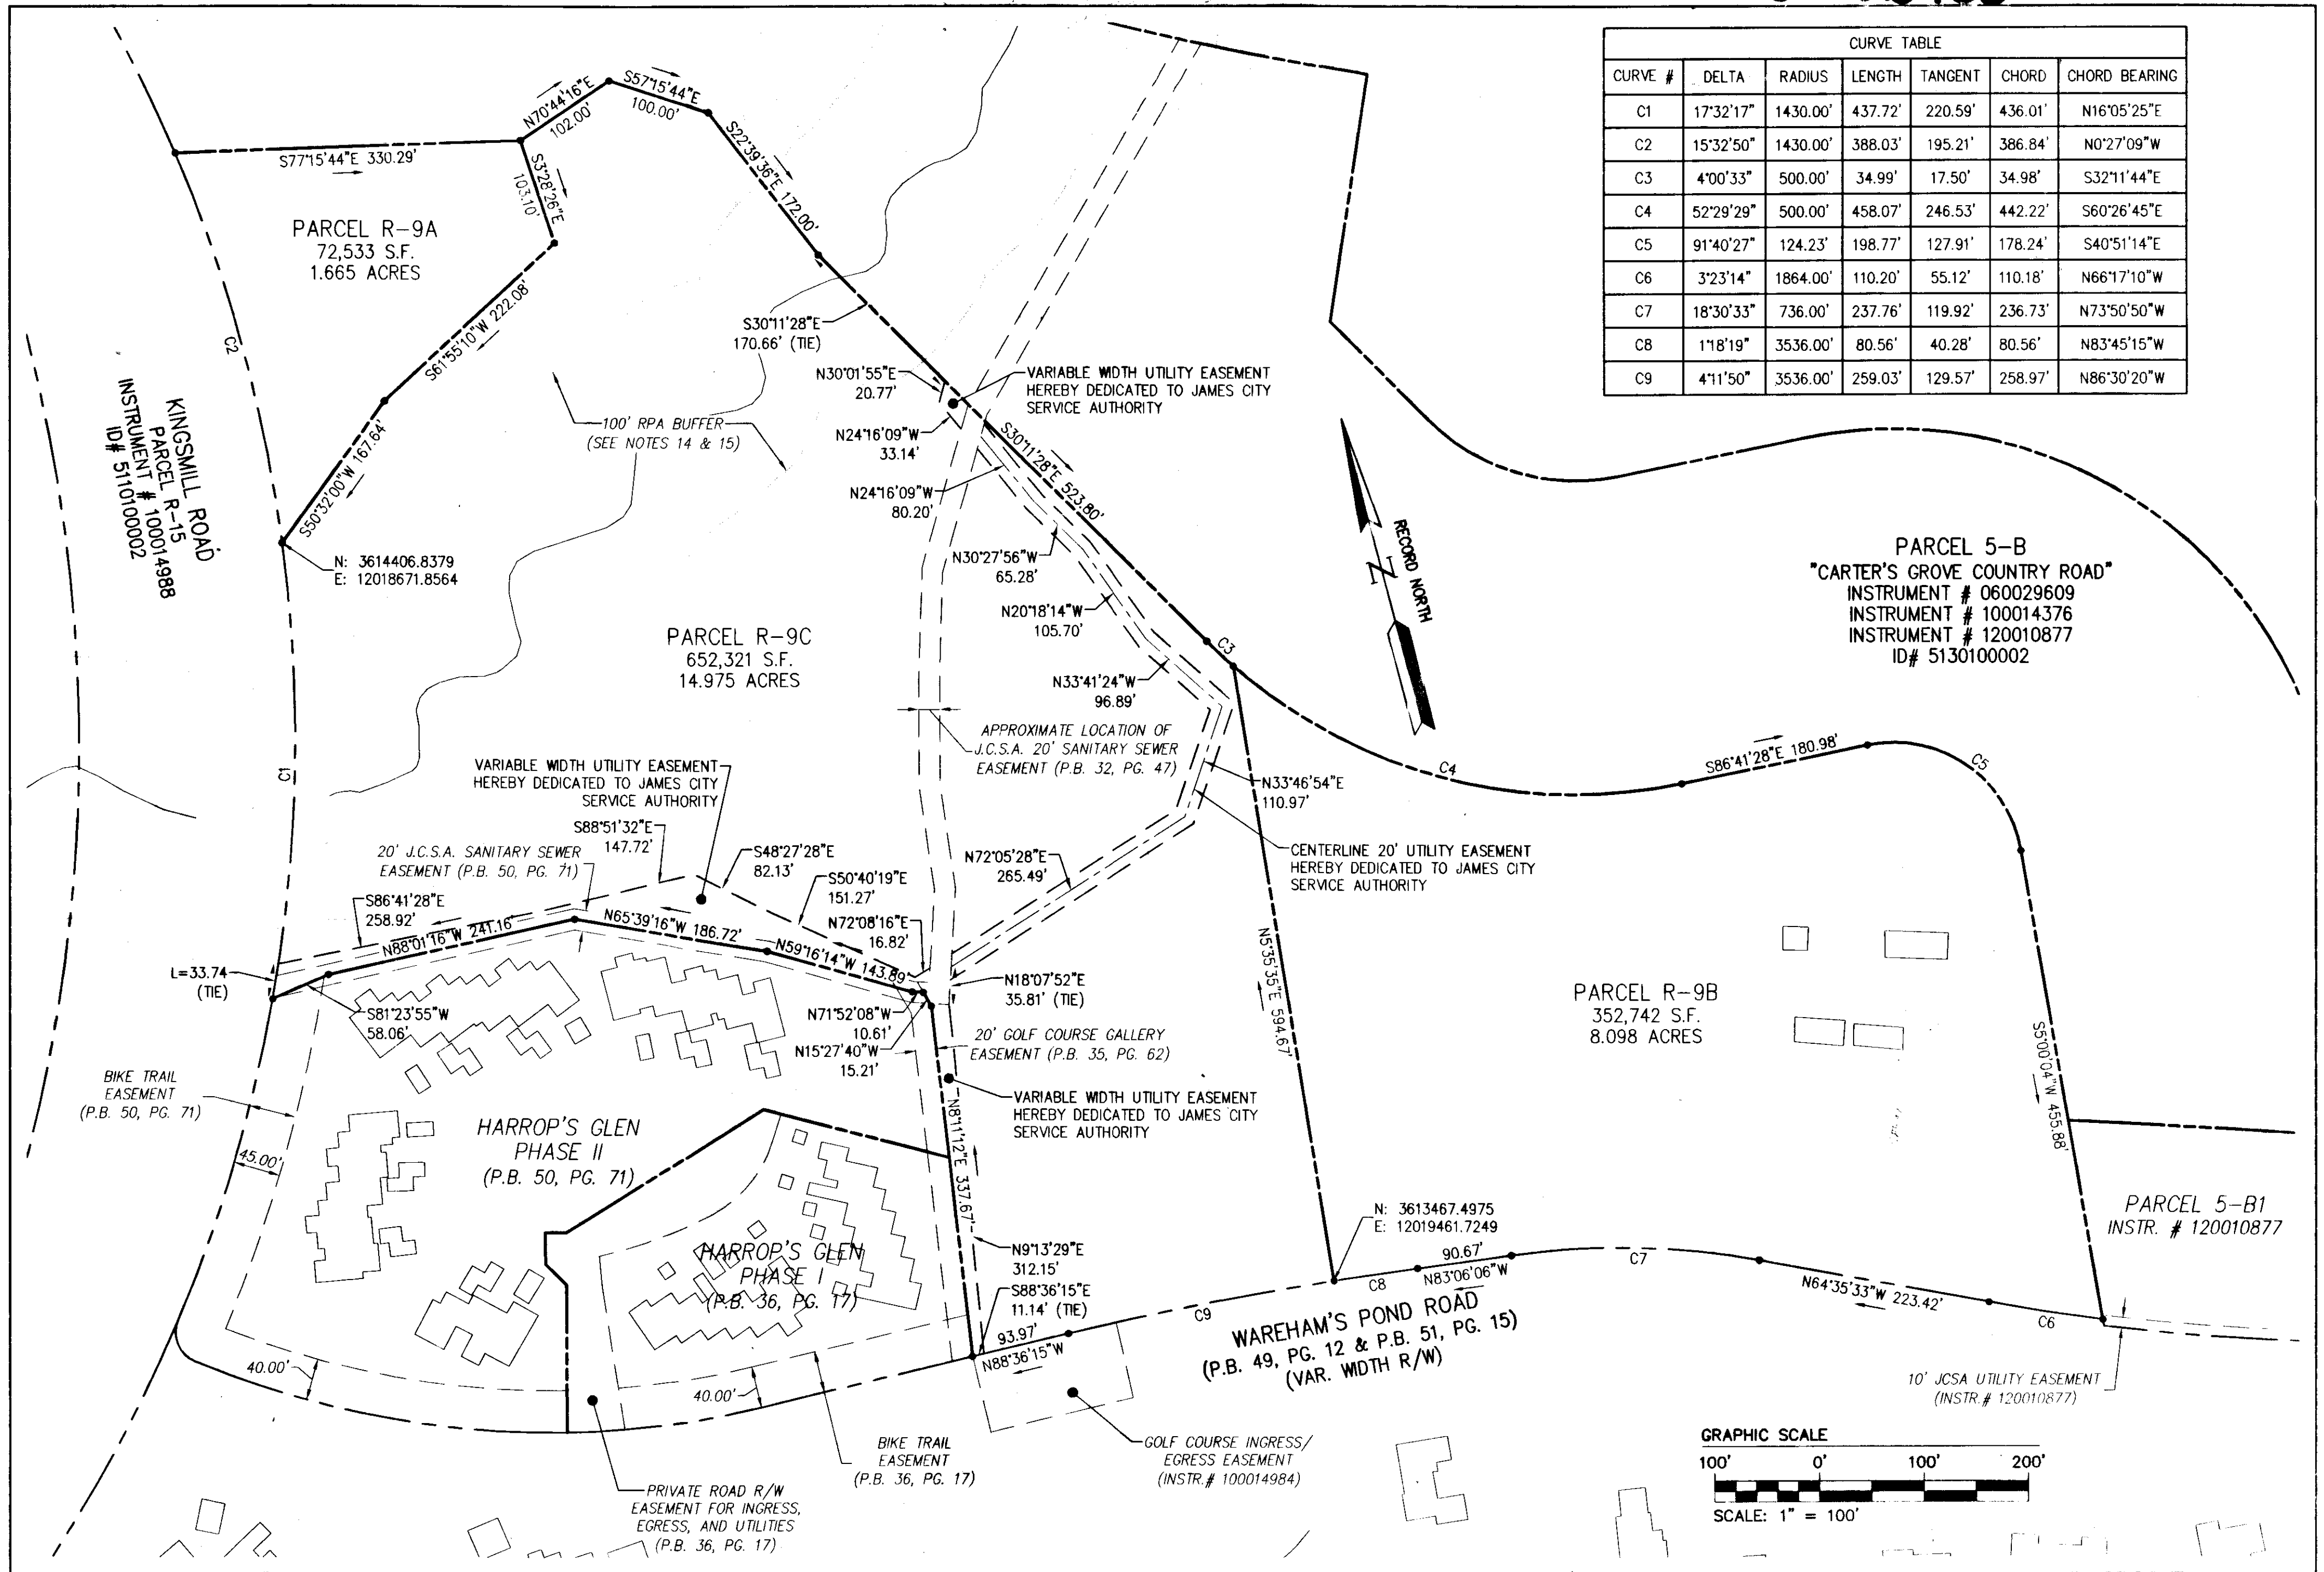 CURVE TABLE
CURVE # DELTA RADIUS LENGTH TANGENT CHORD CHORD BEARING
C1 17°32'17" 1430.00' 437.72' 220.59' 436.01' N16°05'25"E
C2 15°32'50" 1430.00' 388.03' 195.21' 386.84' N0°27'09"W
C3 4°00'33" 500.00' 34.99' 17.50' 34.98' S32°11'44"E
C4 52°29'29" 500.00' 458.07' 246.53' 442.22' S60°26'45"E
C5 91°40'27" 124.23' 198.77' 127.91' 178.24' S40°51'14"E
C6 3°23'14" 1864.00' 110.20' 55.12' 110.18' N66°17'10"W
C7 18°30'33" 736.00' 237.76' 119.92' 236.73' N73°50'50"W
C8 1°18'19" 3536.00' 80.56' 40.28' 80.56' N83°45'15"W
C9 4°11'50" 3536.00' 259.03' 129.57' 258.97' N86°30'20"W
S77°15'44"E 330.29'
N70°44'16"E
102.00'
S57°15'44"E
100.00'
S22°39'36"E 172.00'
S3°28'26"E
103.10'
PARCEL R-9A
72,533 S.F.
1.665 ACRES
C2
S61°55'10"W 222.08'
S50°32'00"W 167.64'
KINGSMILL ROAD
PARCEL R-15
INSTRUMENT # 100014988
ID# 5110100002
N: 3614406.8379
E: 12018671.8564
S30°11'28"E
170.66' (TIE)
N30°01'55"E
20.77'
VARIABLE WIDTH UTILITY EASEMENT
HEREBY DEDICATED TO JAMES CITY
SERVICE AUTHORITY
100' RPA BUFFER
(SEE NOTES 14 & 15)
N24°16'09"W
33.14'
S30°11'28"E 523.80'
N24°16'09"W
80.20'
N30°27'56"W
65.28'
N20°18'14"W
105.70'
N33°41'24"W
96.89'
C3
RECORD NORTH
N
PARCEL 5-B
"CARTER'S GROVE COUNTRY ROAD"
INSTRUMENT # 060029609
INSTRUMENT # 100014376
INSTRUMENT # 120010877
ID# 5130100002
PARCEL R-9C
652,321 S.F.
14.975 ACRES
APPROXIMATE LOCATION OF
J.C.S.A. 20' SANITARY SEWER
EASEMENT (P.B. 32, PG. 47)
C1
VARIABLE WIDTH UTILITY EASEMENT
HEREBY DEDICATED TO JAMES CITY
SERVICE AUTHORITY
C4
S86°41'28"E 180.98'
C5
N33°46'54"E
110.97'
S88°51'32"E
147.72'
20' J.C.S.A. SANITARY SEWER
EASEMENT (P.B. 50, PG. 71)
S48°27'28"E
82.13'
N72°05'28"E
265.49'
CENTERLINE 20' UTILITY EASEMENT
HEREBY DEDICATED TO JAMES CITY
SERVICE AUTHORITY
S50°40'19"E
151.27'
S86°41'28"E
258.92'
N72°08'16"E
16.82'
N88°01'16"W 241.16'
N65°39'16"W 186.72'
N59°16'14"W 143.89'
L=33.74
(TIE)
N18°07'52"E
35.81' (TIE)
S81°23'55"W
58.06'
N71°52'08"W
10.61'
N15°27'40"W
15.21'
20' GOLF COURSE GALLERY
EASEMENT (P.B. 35, PG. 62)
N5°35'35"E 594.67'
PARCEL R-9B
352,742 S.F.
8.098 ACRES
S5°00'04"W 455.88'
BIKE TRAIL
EASEMENT
(P.B. 50, PG. 71)
VARIABLE WIDTH UTILITY EASEMENT
HEREBY DEDICATED TO JAMES CITY
SERVICE AUTHORITY
HARROP'S GLEN
PHASE II
(P.B. 50, PG. 71)
45.00'
N8°11'12"E 337.67'
PARCEL 5-B1
INSTR. # 120010877
N: 3613467.4975
E: 12019461.7249
HARROP'S GLEN
PHASE I
(P.B. 36, PG. 17)
N9°13'29"E
312.15'
S88°36'15"E
11.14' (TIE)
C8
90.67'
N83°06'06"W
C7
N64°35'33"W 223.42'
C6
93.97'
N88°36'15"W
C9
WAREHAM'S POND ROAD
(P.B. 49, PG. 12 & P.B. 51, PG. 15)
(VAR. WIDTH R/W)
40.00'
40.00'
10' JCSA UTILITY EASEMENT
(INSTR.# 120010877)
BIKE TRAIL
EASEMENT
(P.B. 36, PG. 17)
GOLF COURSE INGRESS/
EGRESS EASEMENT
(INSTR.# 100014984)
PRIVATE ROAD R/W
EASEMENT FOR INGRESS,
EGRESS, AND UTILITIES
(P.B. 36, PG. 17)
GRAPHIC SCALE
100' 0' 100' 200'
SCALE: 1" = 100'